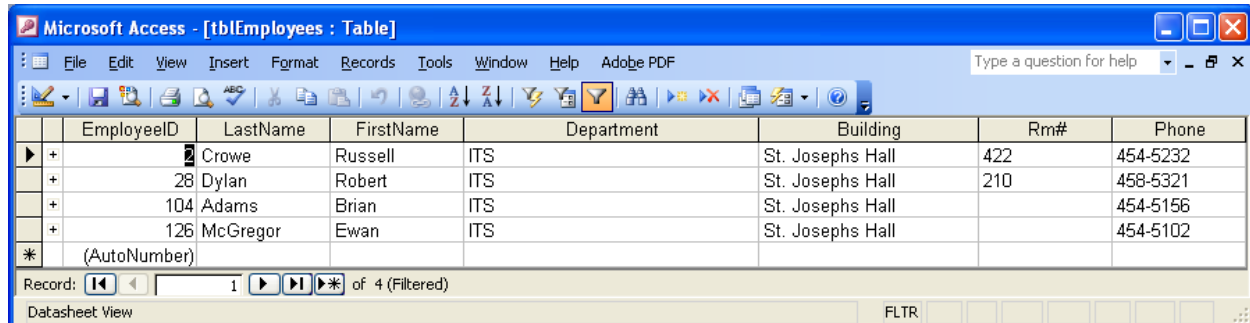 Microsoft Access - [tblEmployees : Table]
File Edit View Insert Format Records Tools Window Help Adobe PDF Type a question for help
EmployeeID LastName FirstName Department Building Rm# Phone
2 Crowe Russell ITS St. Josephs Hall 422 454-5232
28 Dylan Robert ITS St. Josephs Hall 210 458-5321
104 Adams Brian ITS St. Josephs Hall 454-5156
126 McGregor Ewan ITS St. Josephs Hall 454-5102
(AutoNumber)
Record: 1 of 4 (Filtered)
Datasheet View FLTR